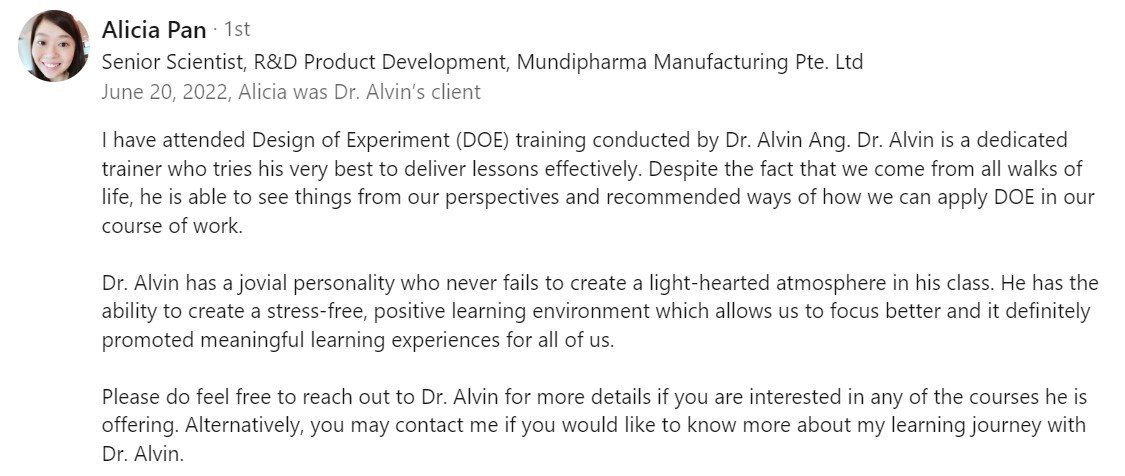 Alicia Pan · 1st
Senior Scientist, R&D Product Development, Mundipharma Manufacturing Pte. Ltd
June 20, 2022, Alicia was Dr. Alvin's client
I have attended Design of Experiment (DOE) training conducted by Dr. Alvin Ang. Dr. Alvin is a dedicated
trainer who tries his very best to deliver lessons effectively. Despite the fact that we come from all walks of
life, he is able to see things from our perspectives and recommended ways of how we can apply DOE in our
course of work.
Dr. Alvin has a jovial personality who never fails to create a light-hearted atmosphere in his class. He has the
ability to create a stress-free, positive learning environment which allows us to focus better and it definitely
promoted meaningful learning experiences for all of us.
Please do feel free to reach out to Dr. Alvin for more details if you are interested in any of the courses he is
offering. Alternatively, you may contact me if you would like to know more about my learning journey with
Dr. Alvin.